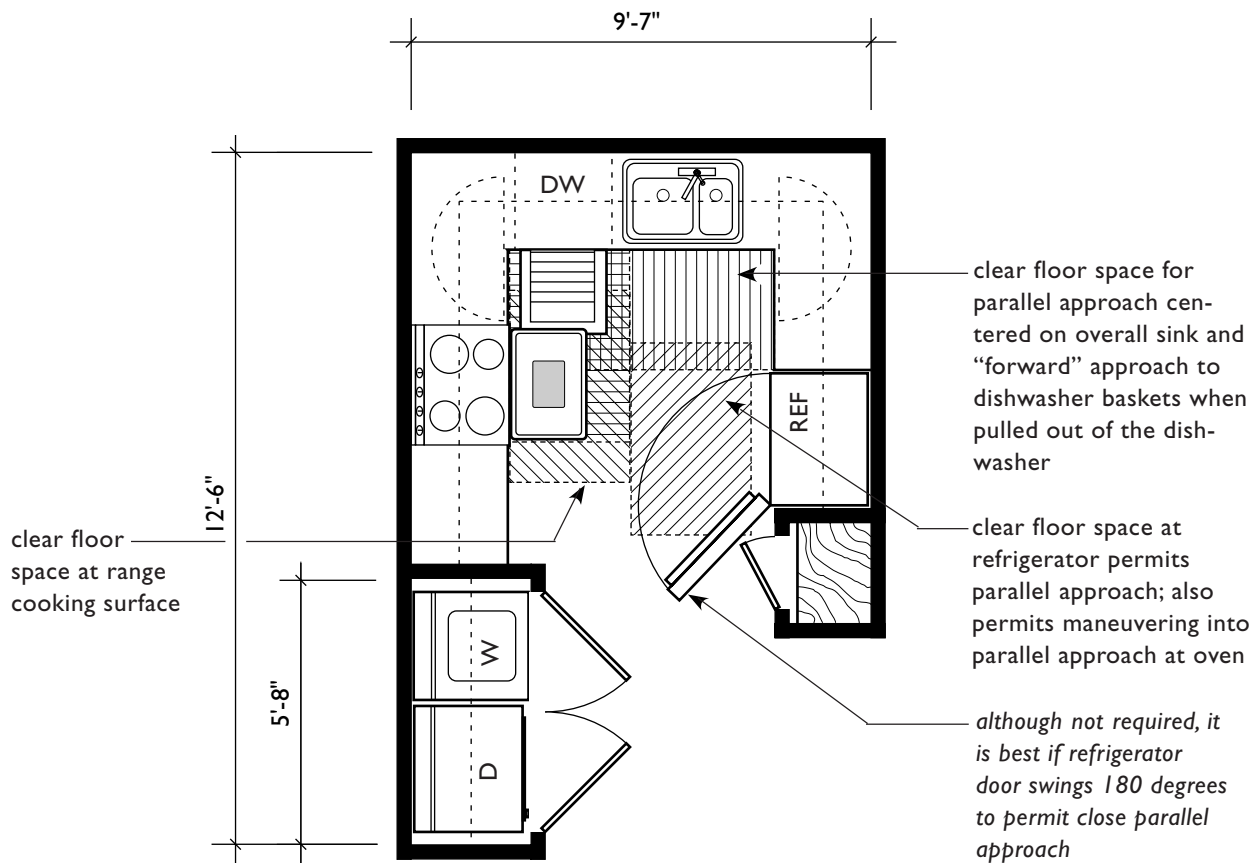 9'-7"
DW
clear floor space for
parallel approach cen-
tered on overall sink and
“forward” approach to
dishwasher baskets when
pulled out of the dish-
washer
REF
12'-6"
clear floor
space at range
cooking surface
clear floor space at
refrigerator permits
parallel approach; also
permits maneuvering into
parallel approach at oven
W
5'-8"
D
although not required, it
is best if refrigerator
door swings 180 degrees
to permit close parallel
approach